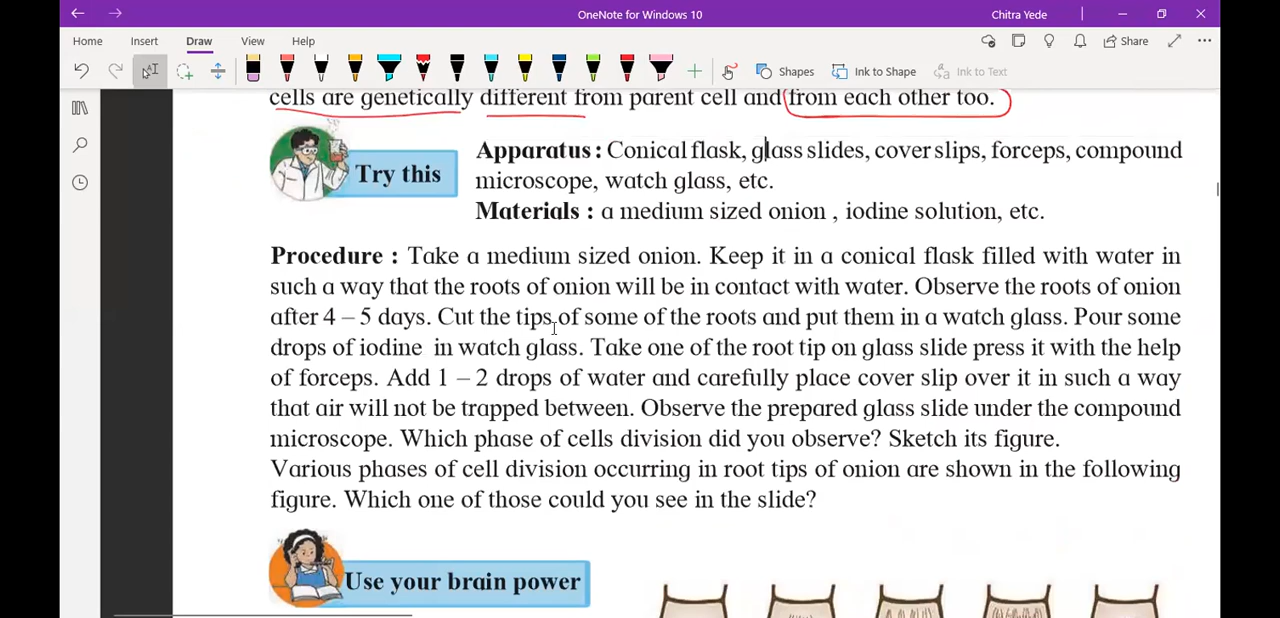 OneNote for Windows 10
Chitra Yede
Home Insert Draw View Help
Share
Shapes
Ink to Shape
Ink to Text
cells are genetically different from parent cell and from each other too.
Try this
Apparatus : Conical flask, glass slides, cover slips, forceps, compound
microscope, watch glass, etc.
Materials : a medium sized onion , iodine solution, etc.
Procedure : Take a medium sized onion. Keep it in a conical flask filled with water in
such a way that the roots of onion will be in contact with water. Observe the roots of onion
after 4 – 5 days. Cut the tips of some of the roots and put them in a watch glass. Pour some
drops of iodine in watch glass. Take one of the root tip on glass slide press it with the help
of forceps. Add 1 – 2 drops of water and carefully place cover slip over it in such a way
that air will not be trapped between. Observe the prepared glass slide under the compound
microscope. Which phase of cells division did you observe? Sketch its figure.
Various phases of cell division occurring in root tips of onion are shown in the following
figure. Which one of those could you see in the slide?
Use your brain power